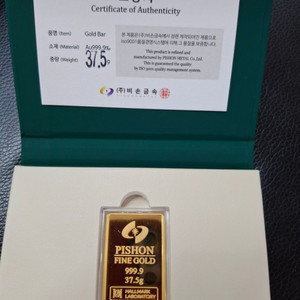 Certificate of Authenticity
품명 (Item) Gold Bar
소재 (Material) Au999.9‰
중량 (Weight) 37.5g
This product is refined and
manufactured by PISHON METAL Co.,Ltd
This is the guaranteed quality
by ISO pure quality management system.
(주)비손금속
PISHON
FINE GOLD
999.9
37.5g
HALLMARK
LABORATORY